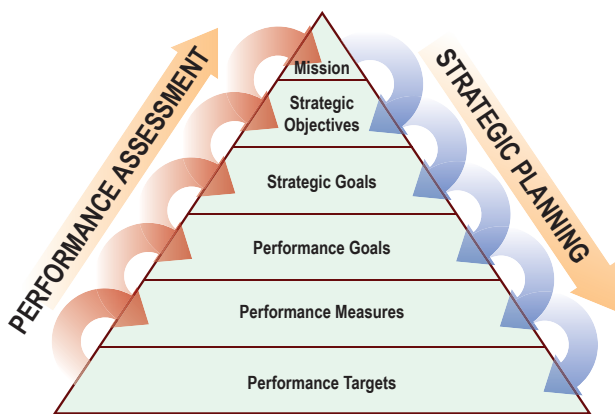 PERFORMANCE ASSESSMENT
STRATEGIC PLANNING
Mission
Strategic
Objectives
Strategic Goals
Performance Goals
Performance Measures
Performance Targets